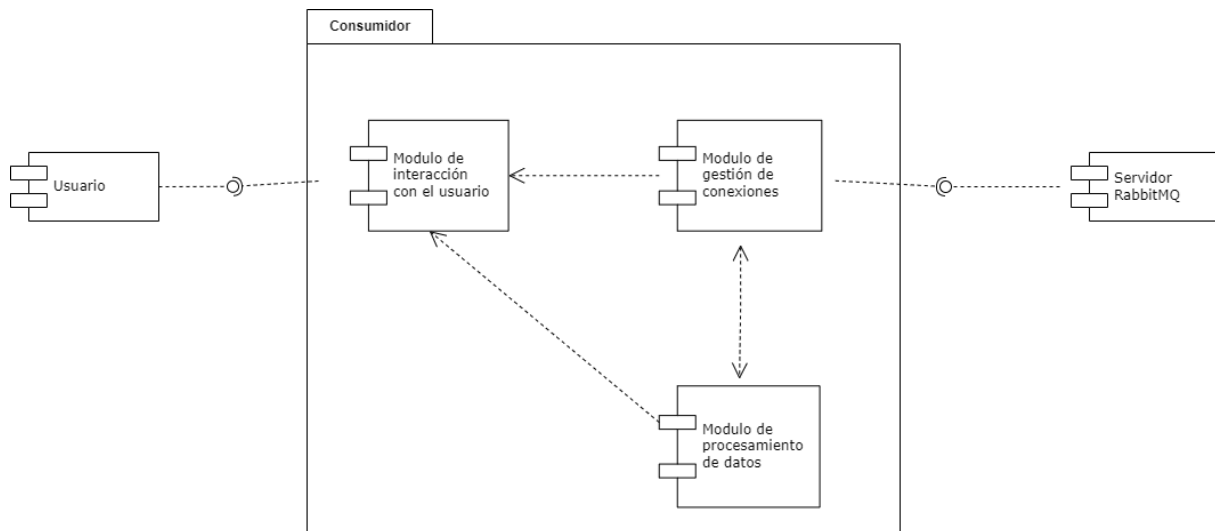 Consumidor
Usuario
Modulo de
interacción
con el usuario
Modulo de
gestión de
conexiones
Servidor
RabbitMQ
Modulo de
procesamiento
de datos